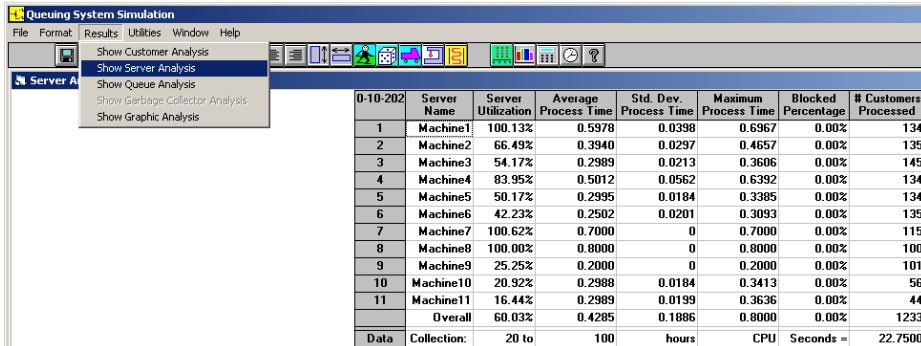 Queuing System Simulation
File Format Results Utilities Window Help
Show Customer Analysis
Show Server Analysis
Show Queue Analysis
Show Garbage Collector Analysis
Show Graphic Analysis
Server
0-10-202 Server Name Server Utilization Average Process Time Std. Dev. Process Time Maximum Process Time Blocked Percentage # Customers Processed
1 Machine1 100.13% 0.5978 0.0398 0.6967 0.00% 134
2 Machine2 66.49% 0.3940 0.0297 0.4657 0.00% 135
3 Machine3 54.17% 0.2989 0.0213 0.3606 0.00% 145
4 Machine4 83.95% 0.5012 0.0562 0.6392 0.00% 134
5 Machine5 50.17% 0.2995 0.0184 0.3385 0.00% 134
6 Machine6 42.23% 0.2502 0.0201 0.3093 0.00% 135
7 Machine7 100.62% 0.7000 0 0.7000 0.00% 115
8 Machine8 100.00% 0.8000 0 0.8000 0.00% 100
9 Machine9 25.25% 0.2000 0 0.2000 0.00% 101
10 Machine10 20.92% 0.2988 0.0184 0.3413 0.00% 56
11 Machine11 16.44% 0.2989 0.0199 0.3636 0.00% 44
Overall 60.03% 0.4285 0.1886 0.8000 0.00% 1233
Data Collection: 20 to 100 hours CPU Seconds = 22.7500